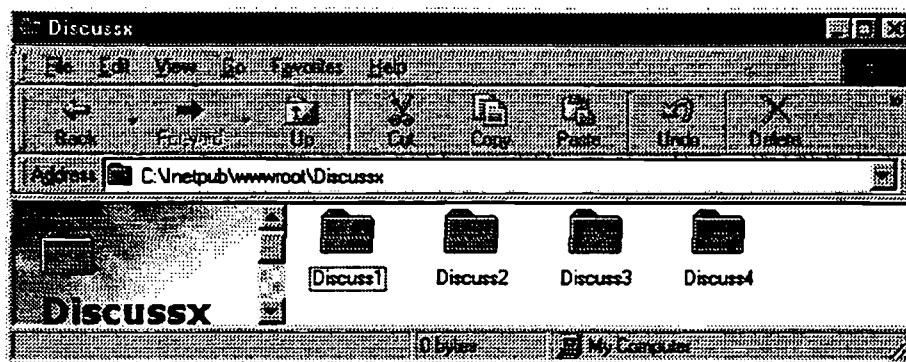 Discussx
File Edit View Go Favorites Help
Back Forward Up Cut Copy Paste Undo Delete
Address C:\Inetpub\wwwroot\Discussx
Discuss1 Discuss2 Discuss3 Discuss4
Discussx
0 bytes My Computer